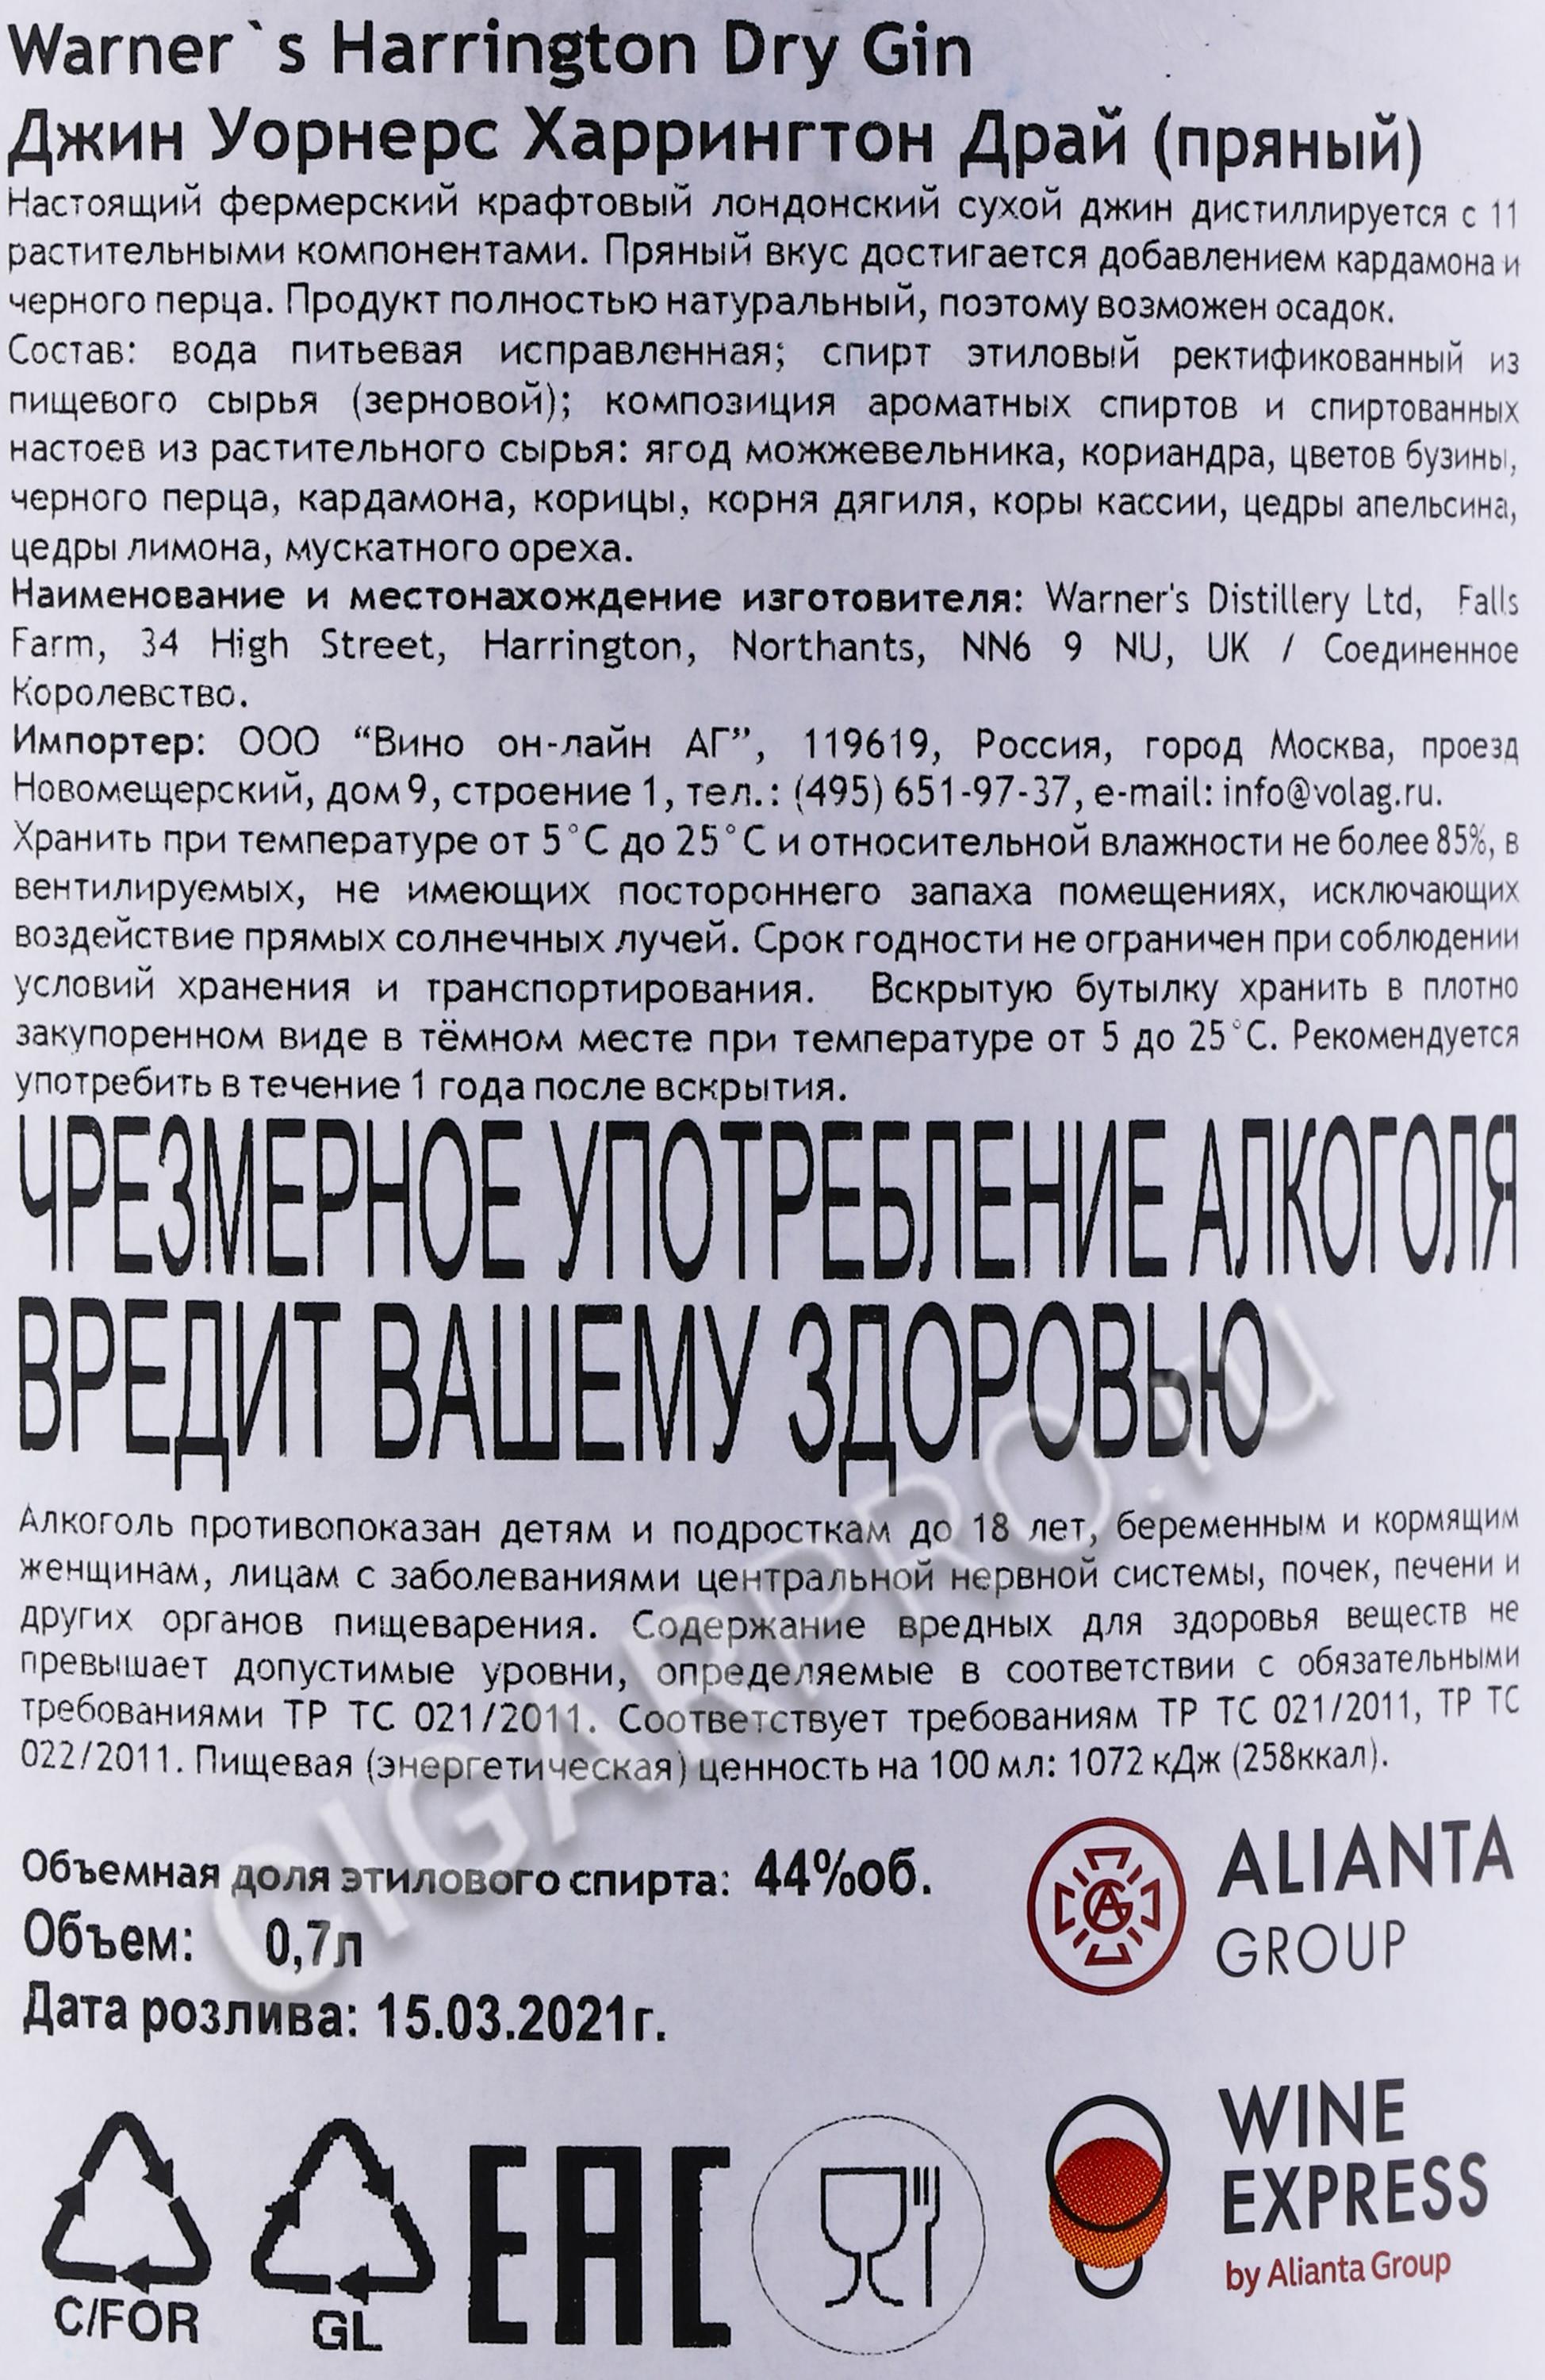 Warner`s Harrington Dry Gin
Джин Уорнерс Харрингтон Драй (пряный)
Настоящий фермерский крафтовый лондонский сухой джин дистиллируется с 11
растительными компонентами. Пряный вкус достигается добавлением кардамона и
черного перца. Продукт полностью натуральный, поэтому возможен осадок.
Состав: вода питьевая исправленная; спирт этиловый ректификованный из
пищевого сырья (зерновой); композиция ароматных спиртов и спиртованных
настоев из растительного сырья: ягод можжевельника, кориандра, цветов бузины,
черного перца, кардамона, корицы, корня дягиля, коры кассии, цедры апельсина,
цедры лимона, мускатного ореха.
Наименование и местонахождение изготовителя: Warner's Distillery Ltd, Falls
Farm, 34 High Street, Harrington, Northants, NN6 9 NU, UK / Соединенное
Королевство.
Импортер: ООО “Вино он-лайн АГ”, 119619, Россия, город Москва, проезд
Новомещерский, дом 9, строение 1, тел.: (495) 651-97-37, e-mail: info@volag.ru.
Хранить при температуре от 5°С до 25°С и относительной влажности не более 85%, в
вентилируемых, не имеющих постороннего запаха помещениях, исключающих
воздействие прямых солнечных лучей. Срок годности не ограничен при соблюдении
условий хранения и транспортирования. Вскрытую бутылку хранить в плотно
закупоренном виде в тёмном месте при температуре от 5 до 25°С. Рекомендуется
употребить в течение 1 года после вскрытия.
ЧРЕЗМЕРНОЕ УПОТРЕБЛЕНИЕ АЛКОГОЛЯ
ВРЕДИТ ВАШЕМУ ЗДОРОВЬЮ
Алкоголь противопоказан детям и подросткам до 18 лет, беременным и кормящим
женщинам, лицам с заболеваниями центральной нервной системы, почек, печени и
других органов пищеварения. Содержание вредных для здоровья веществ не
превышает допустимые уровни, определяемые в соответствии с обязательными
требованиями ТР ТС 021/2011. Соответствует требованиям ТР ТС 021/2011, ТР ТС
022/2011. Пищевая (энергетическая) ценность на 100 мл: 1072 кДж (258ккал).
Объемная доля этилового спирта: 44%об.
Объем: 0,7л
Дата розлива: 15.03.2021г.
ALIANTA
GROUP
WINE
EXPRESS
by Alianta Group
C/FOR
GL
EAC
CIGARPRO.ru